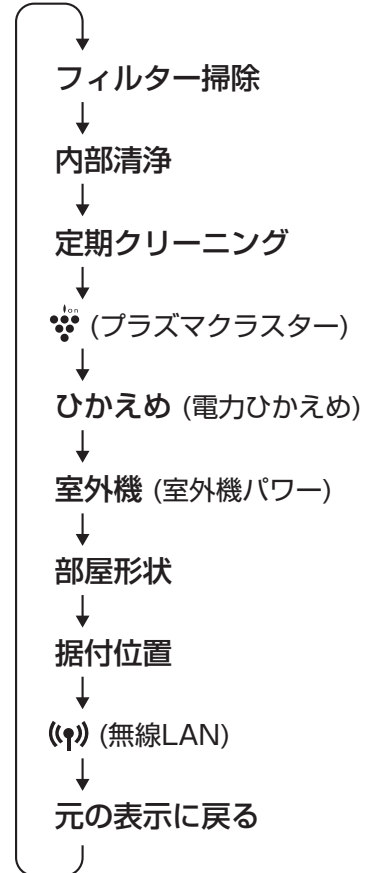 フィルター掃除
内部清浄
定期クリーニング
ion (プラズマクラスター)
ひかえめ (電力ひかえめ)
室外機 (室外機パワー)
部屋形状
据付位置
(無線LAN)
元の表示に戻る